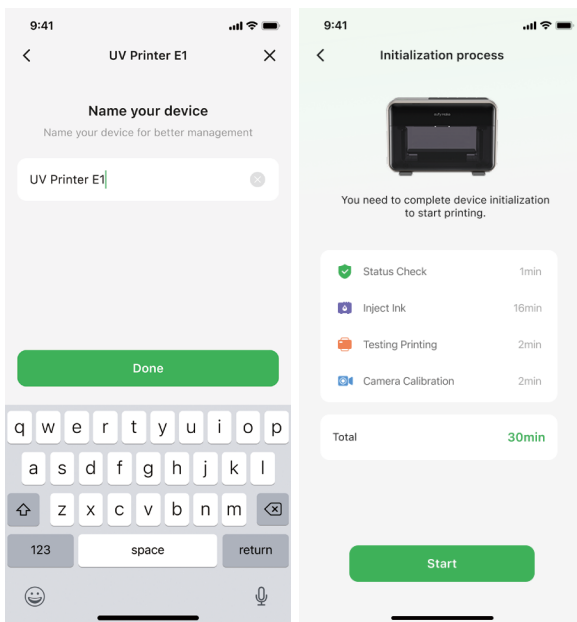 9:41
UV Printer E1
Name your device
Name your device for better management
UV Printer E1
Done
q w e r t y u i o p
a s d f g h j k l
z x c v b n m
123 space return
9:41
Initialization process
You need to complete device initialization
to start printing.
Status Check 1min
Inject Ink 16min
Testing Printing 2min
Camera Calibration 2min
Total 30min
Start